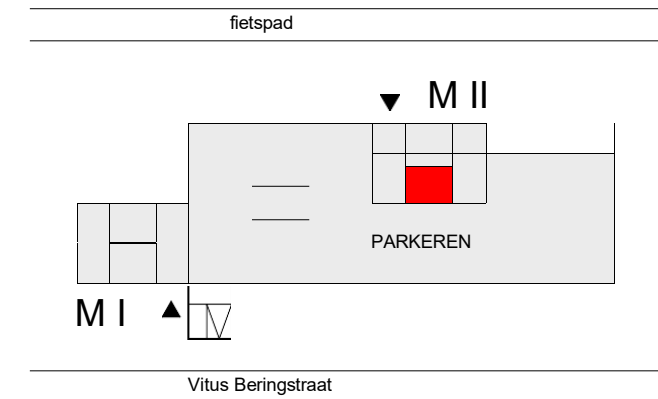 fietspad
M II
PARKEREN
M I
Vitus Beringstraat